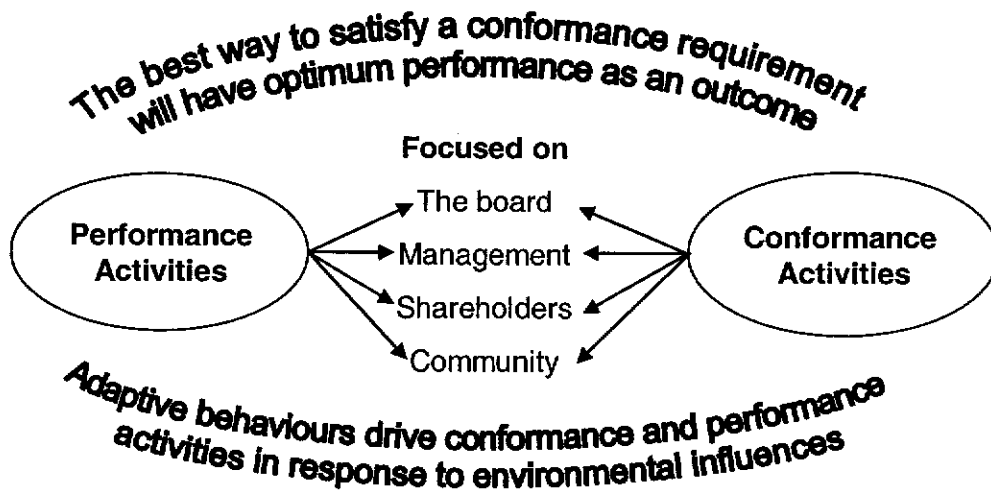 The best way to satisfy a conformance requirement
will have optimum performance as an outcome
Focused on
The board
Performance
Activities
Management
Conformance
Activities
Shareholders
Community
Adaptive behaviours drive conformance and performance
activities in response to environmental influences